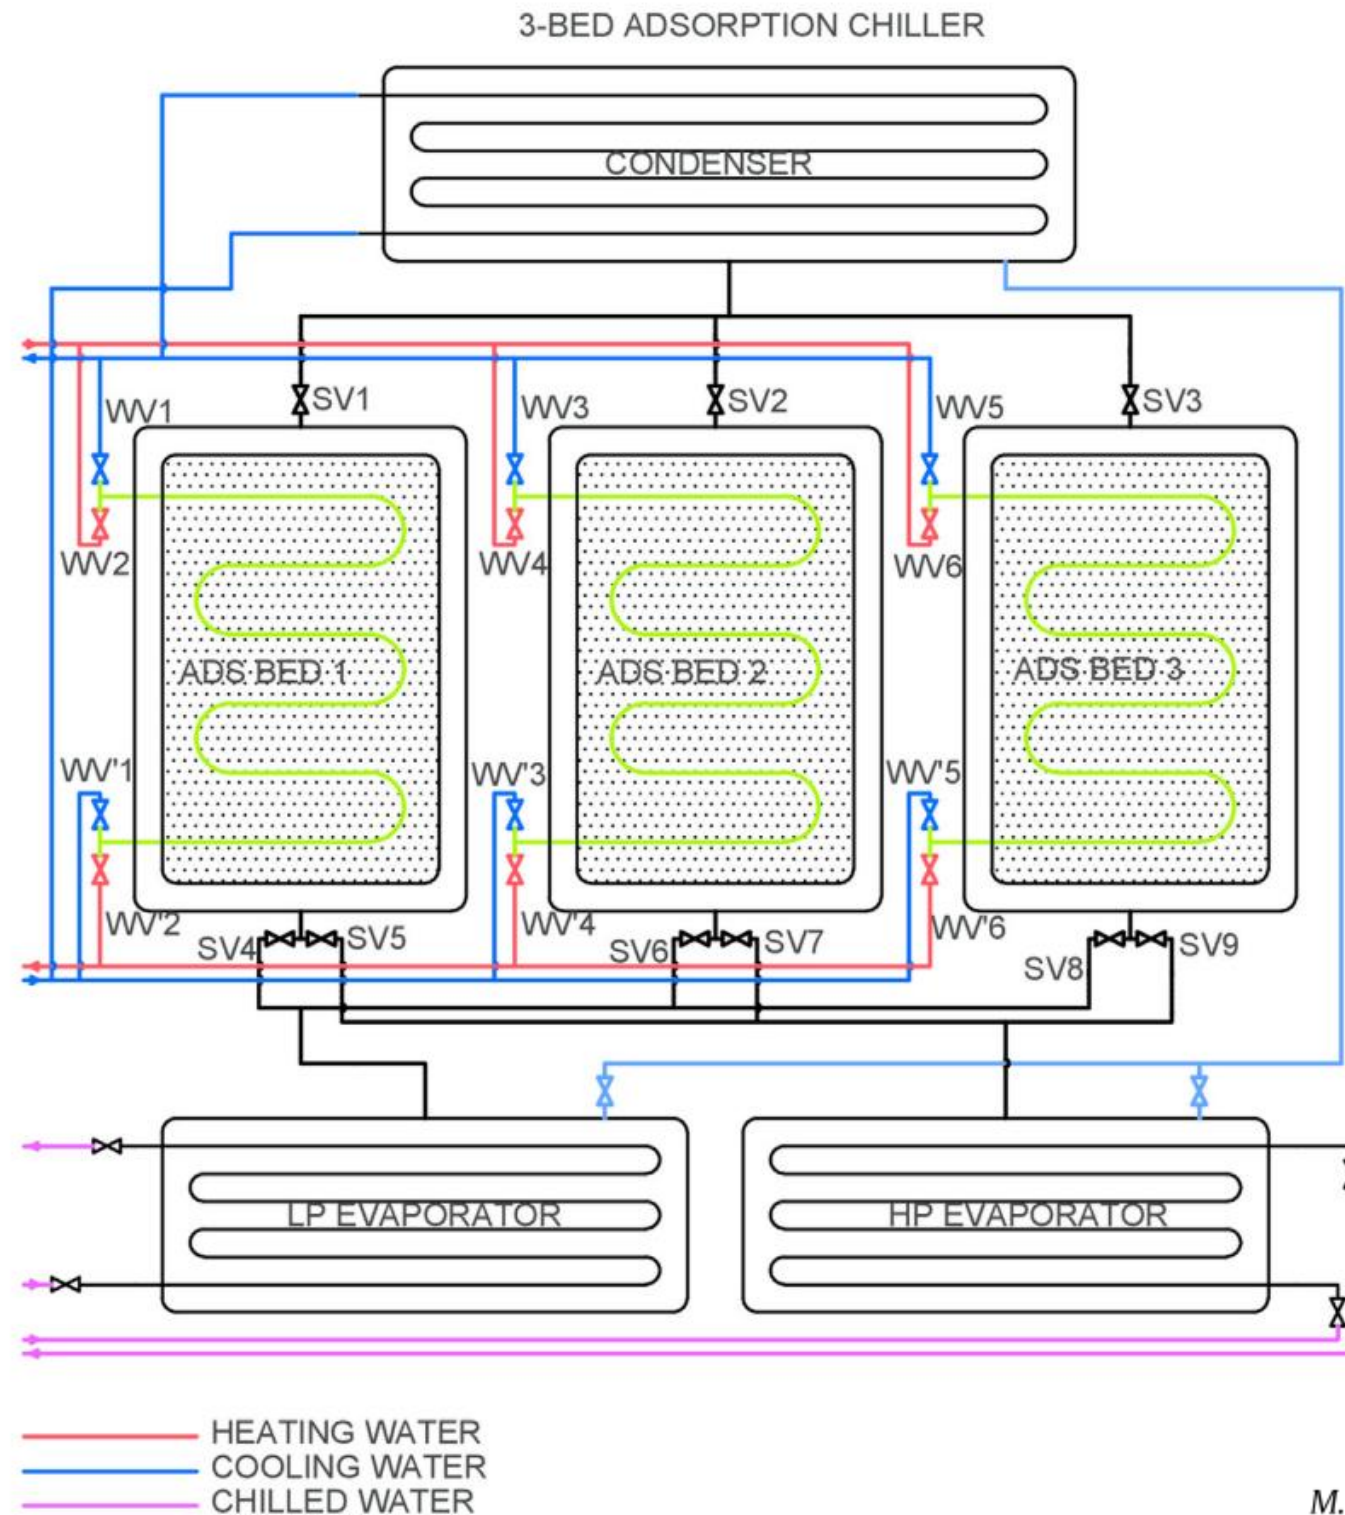 3-BED ADSORPTION CHILLER
CONDENSER
SV1
SV2
SV3
WV1
WV3
WV5
WV2
WV4
WV6
ADS BED 1
ADS BED 2
ADS BED 3
WV'1
WV'3
WV'5
WV'2
WV'4
WV'6
SV4
SV5
SV6
SV7
SV8
SV9
LP EVAPORATOR
HP EVAPORATOR
HEATING WATER
COOLING WATER
CHILLED WATER
M.